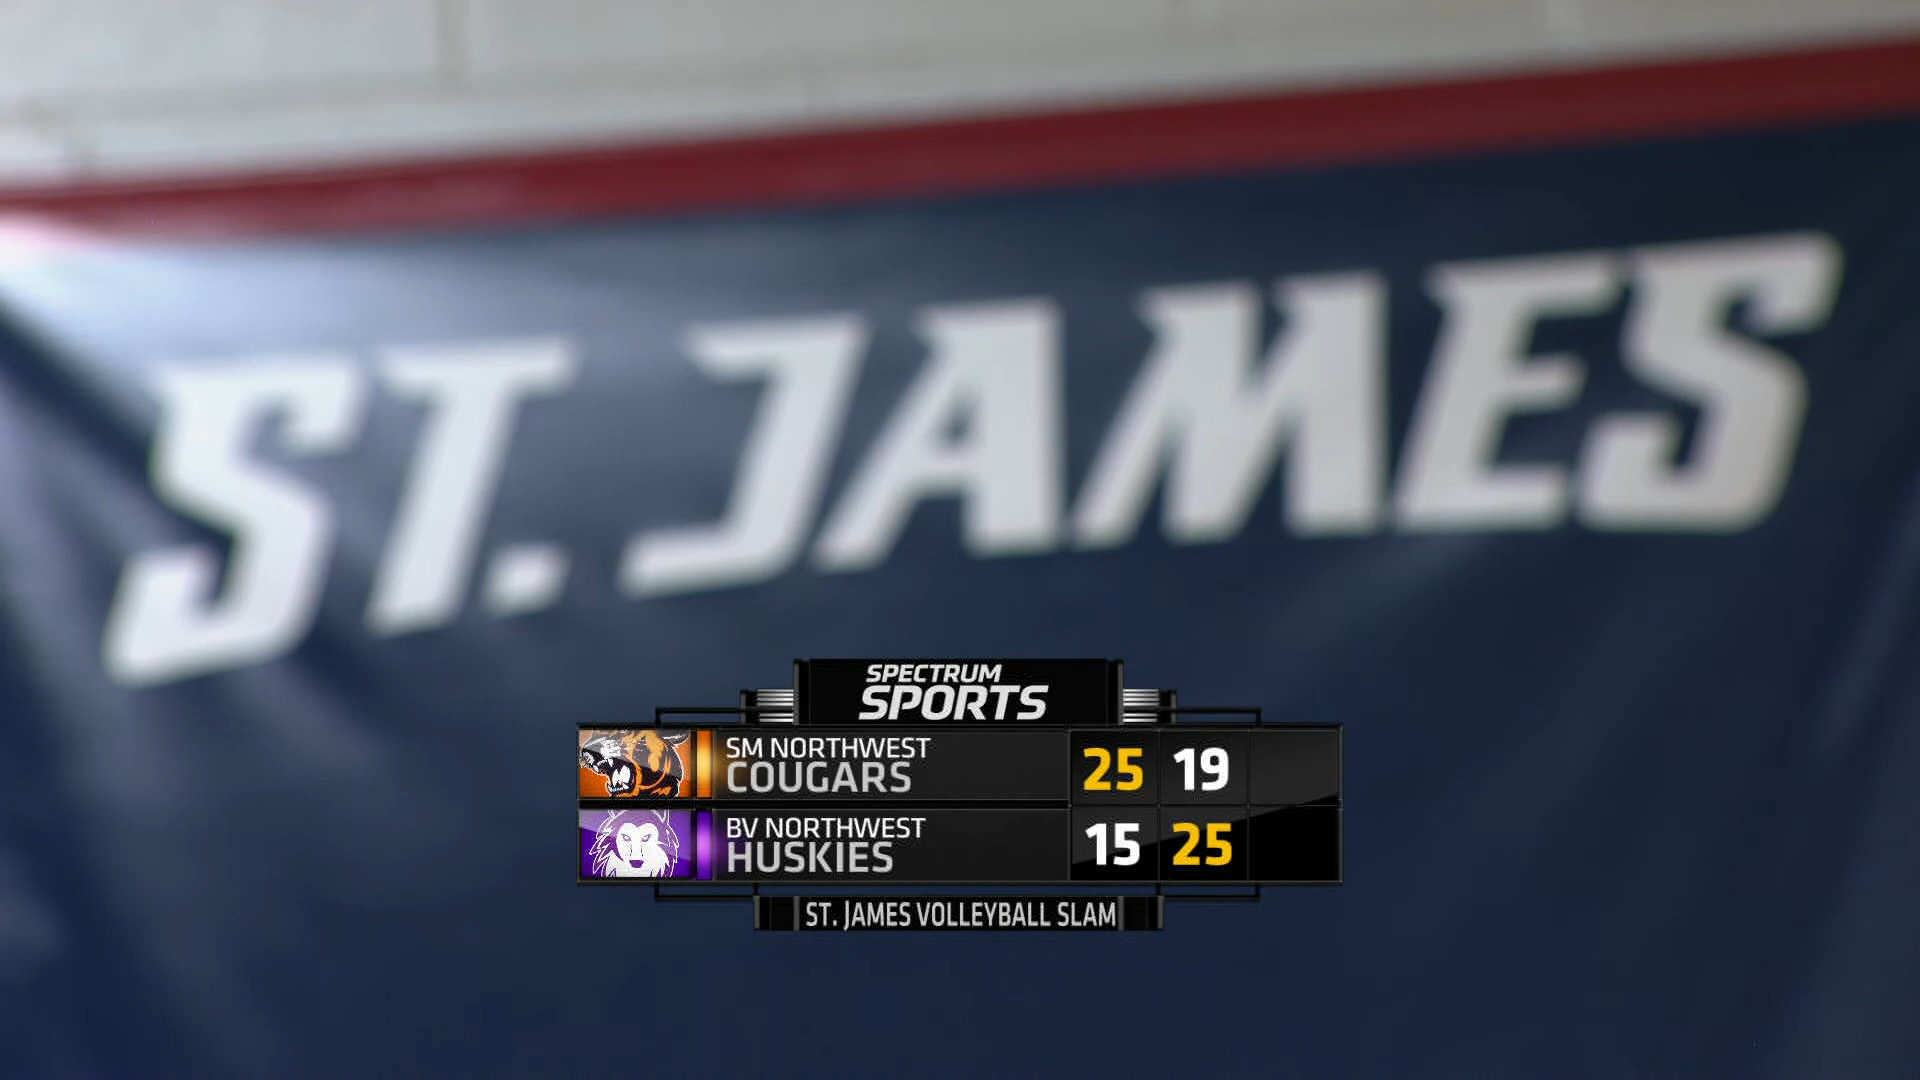 ST. JAMES
SPECTRUM
SPORTS
SM NORTHWEST
COUGARS
25 19
BV NORTHWEST
HUSKIES
15 25
ST. JAMES VOLLEYBALL SLAM